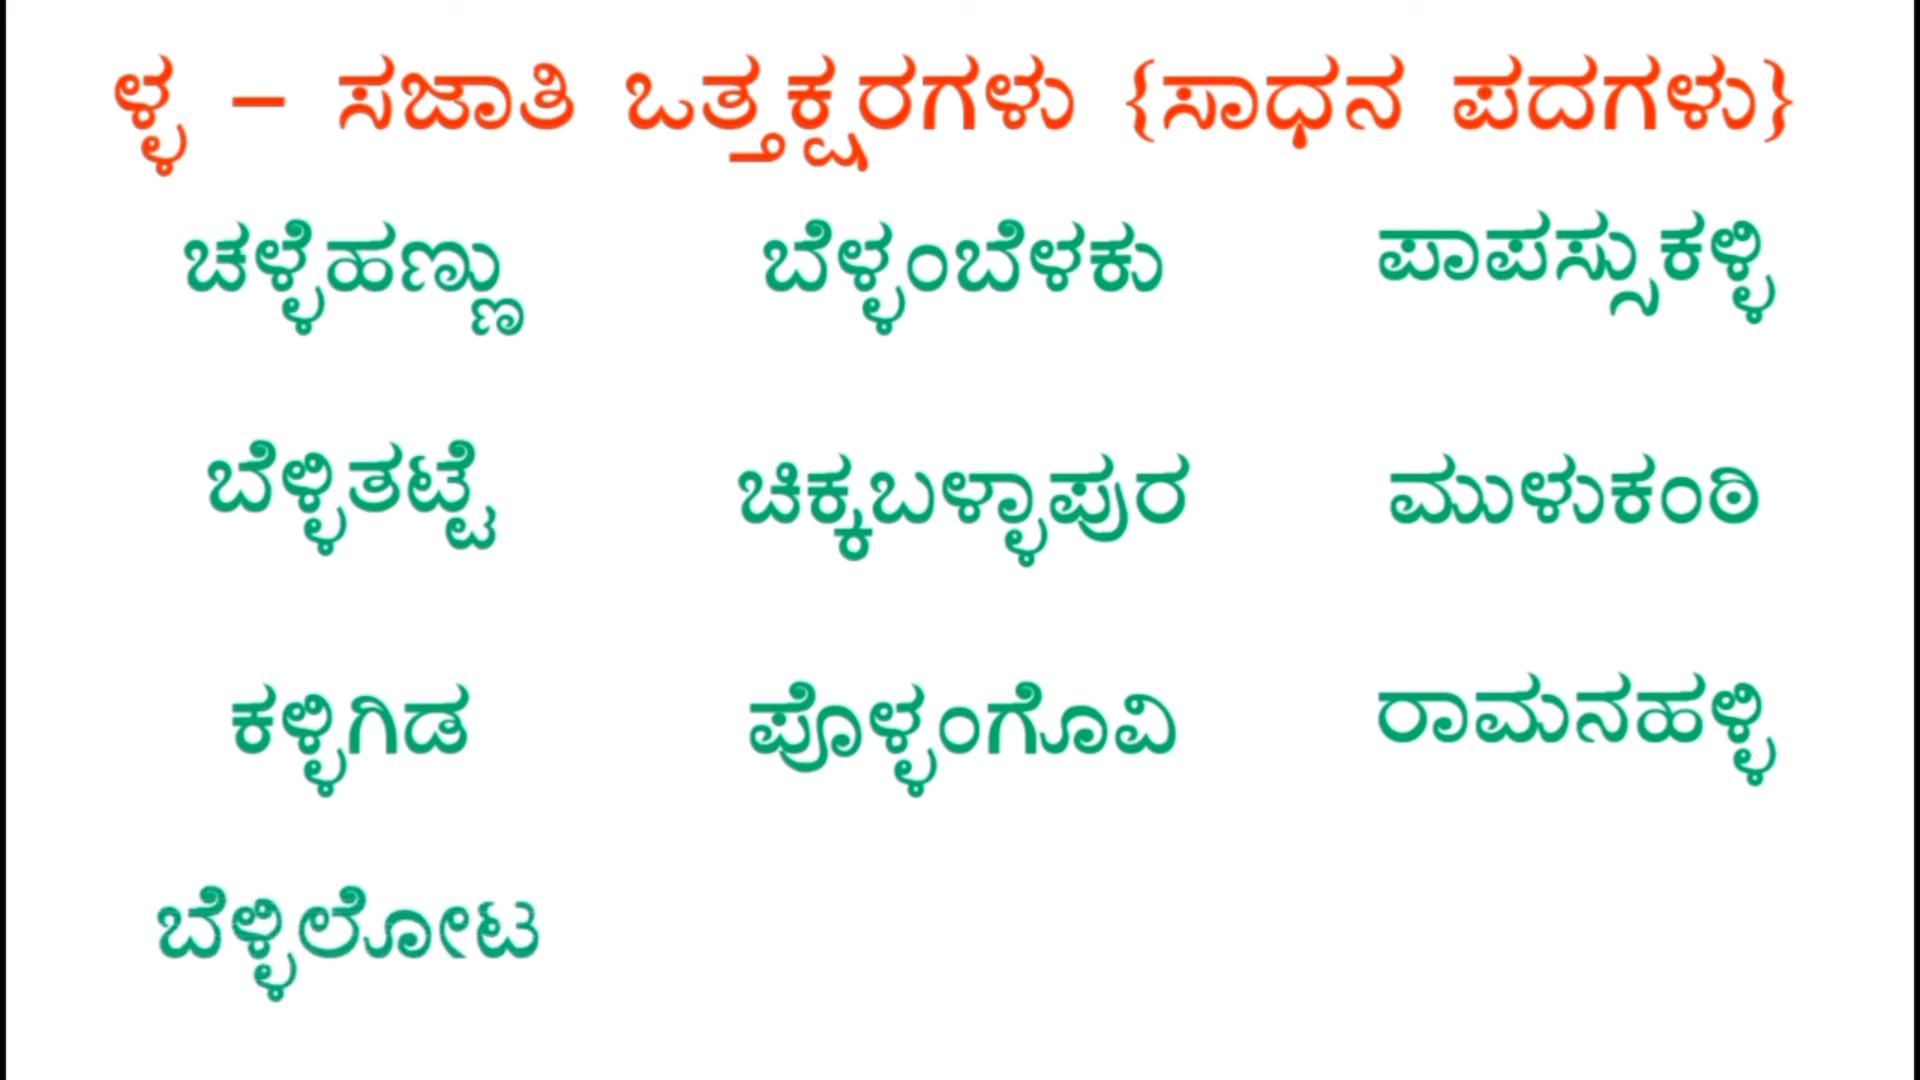 ಳ್ಳ – ಸಜಾತಿ ಒತ್ತಕ್ಷರಗಳು {ಸಾಧನ ಪದಗಳು}
ಚಳ್ಳೆಹಣ್ಣು ಬೆಳ್ಳಂಬೆಳಕು ಪಾಪಸ್ಸುಕಳ್ಳಿ
ಬೆಳ್ಳಿತಟ್ಟೆ ಚಿಕ್ಕಬಳ್ಳಾಪುರ ಮುಳುಕಂಠಿ
ಕಳ್ಳಿಗಿಡ ಪೊಳ್ಳಂಗೊವಿ ರಾಮನಹಳ್ಳಿ
ಬೆಳ್ಳಿಲೋಟ